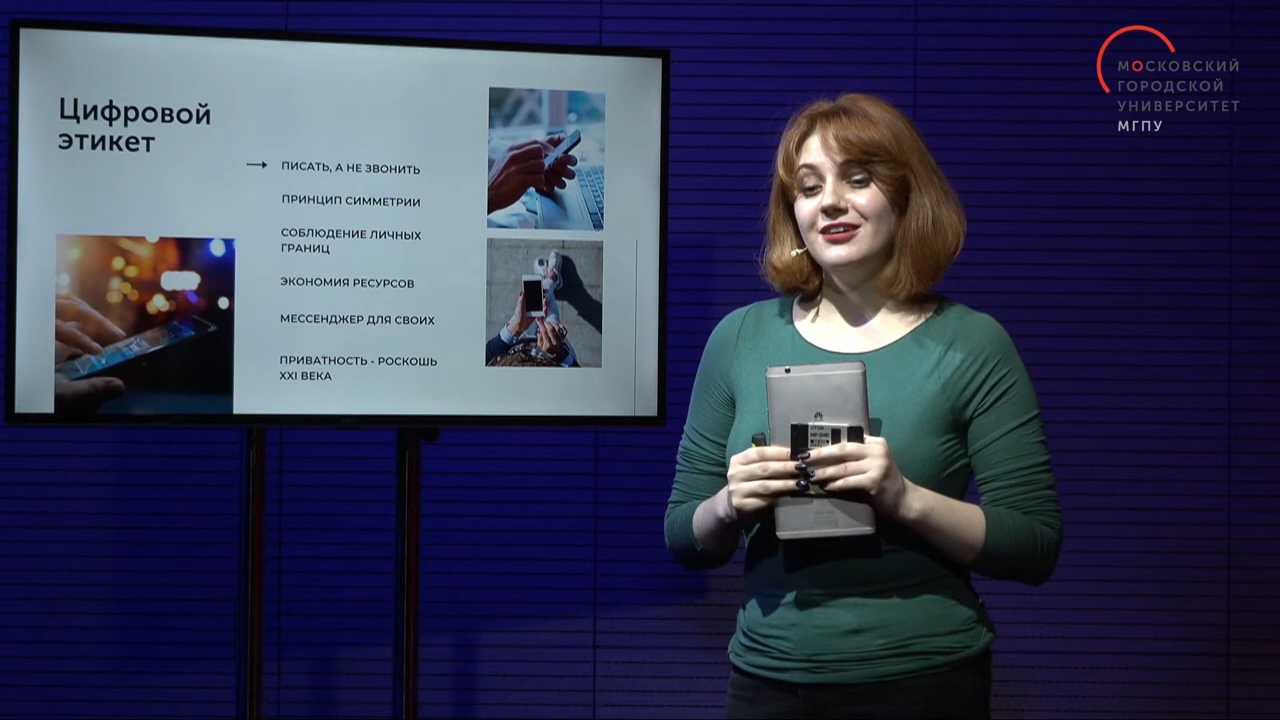 Цифровой
этикет
ПИСАТЬ, А НЕ ЗВОНИТЬ
ПРИНЦИП СИММЕТРИИ
СОБЛЮДЕНИЕ ЛИЧНЫХ
ГРАНИЦ
ЭКОНОМИЯ РЕСУРСОВ
МЕССЕНДЖЕР ДЛЯ СВОИХ
ПРИВАТНОСТЬ - РОСКОШЬ
XXI ВЕКА
МОСКОВСКИЙ
ГОРОДСКОЙ
УНИВЕРСИТЕТ
МГПУ